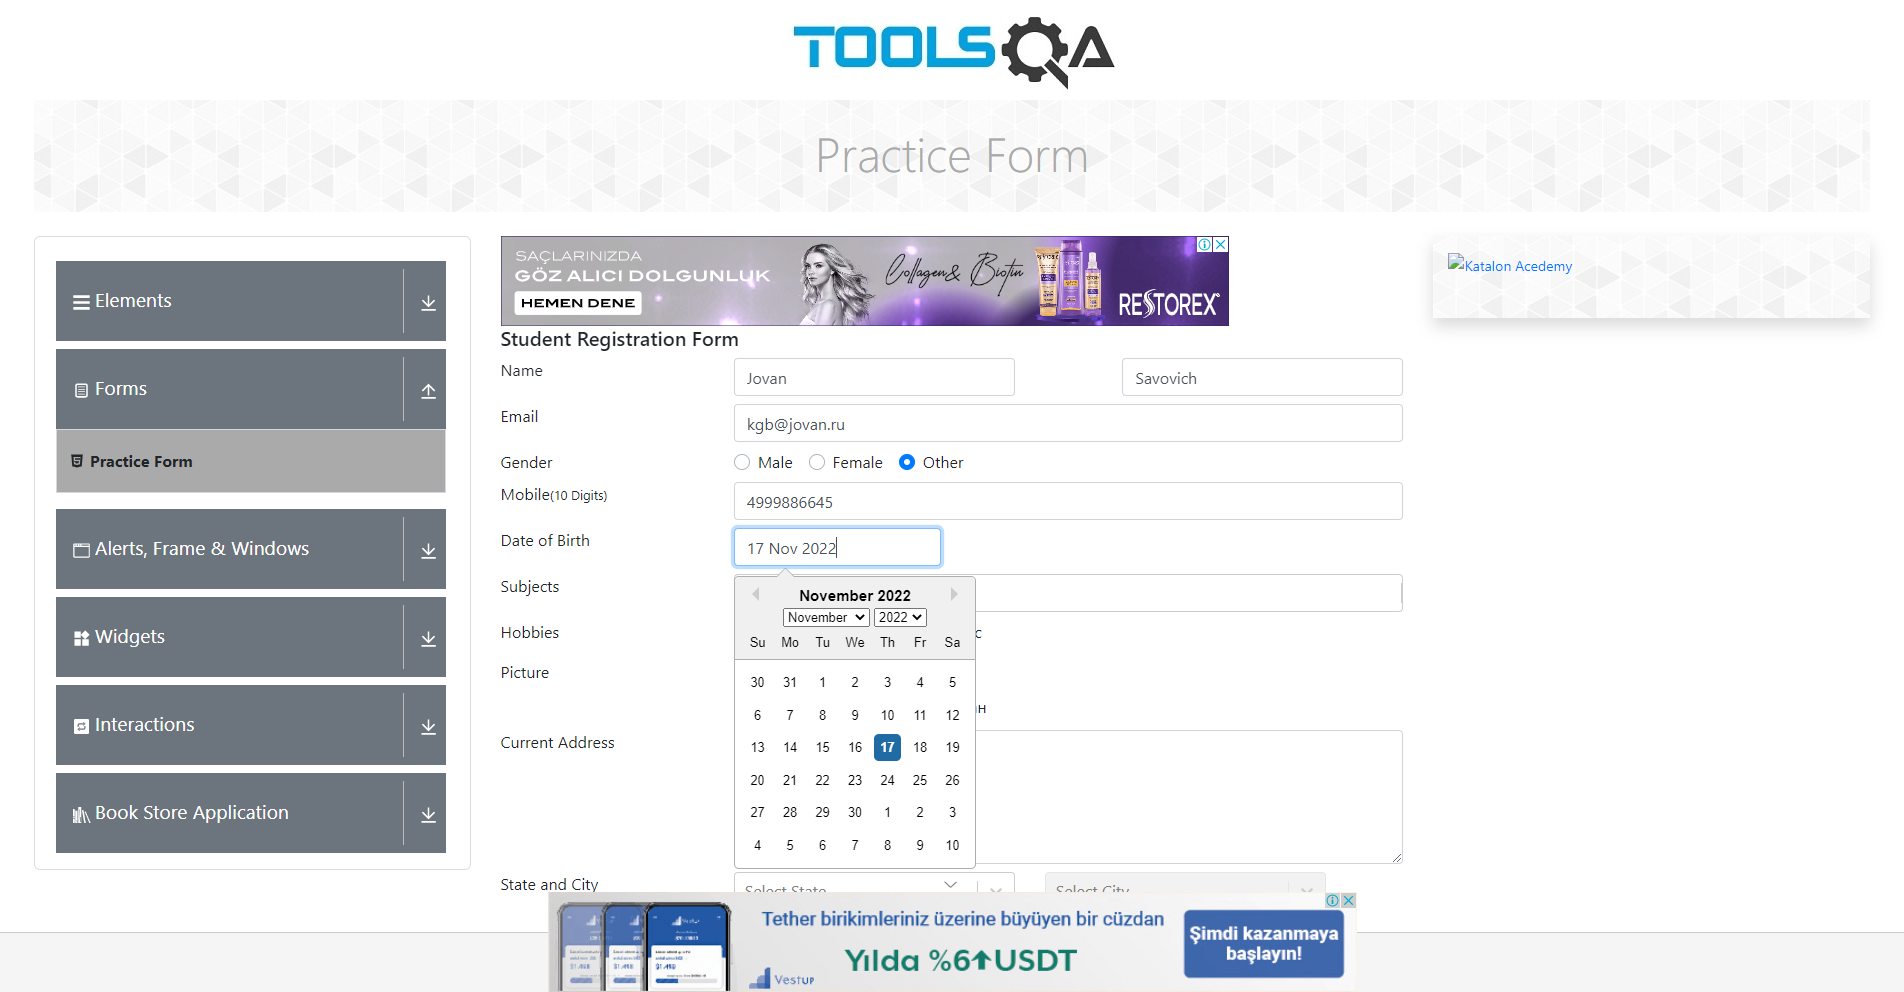 TOOLSQA
Practice Form
Elements
Forms
Practice Form
Alerts, Frame & Windows
Widgets
Interactions
Book Store Application
SAÇLARINIZDA
GÖZ ALICI DOLGUNLUK
HEMEN DENE
Collagen& Biotin
RESTOREX
Katalon Acedemy
Student Registration Form
Name Jovan Savovich
Email kgb@jovan.ru
Gender Male Female Other
Mobile(10 Digits) 4999886645
Date of Birth 17 Nov 2022
Subjects
Hobbies
Picture
Current Address
November 2022
November 2022
Su Mo Tu We Th Fr Sa
30 31 1 2 3 4 5
6 7 8 9 10 11 12
13 14 15 16 17 18 19
20 21 22 23 24 25 26
27 28 29 30 1 2 3
4 5 6 7 8 9 10
State and City Select State Select City
Tether birikimleriniz üzerine büyüyen bir cüzdan
Yılda %6 USDT
VESTUP
Şimdi kazanmaya
başlayın!